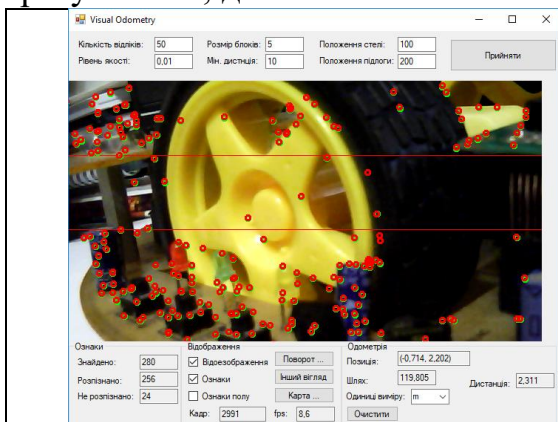 Visual Odometry
Кількість відліків: 50 Розмір блоків: 5 Положення стелі: 100
Рівень якості: 0,01 Мін. дистнція: 10 Положення підлоги: 200
Прийняти
Ознаки Відображення Одометрія
Знайдено: 280 Відоезображення Поворот ... Позиція: (-0,714, 2,202)
Розпізнано: 256 Ознаки Інший вігляд Шлях: 119,805 Дистанція: 2,311
Не розпізнано: 24 Ознаки полу Карта ... Одиниці виміру: m
Кадр: 2991 fps: 8,6 Очистити